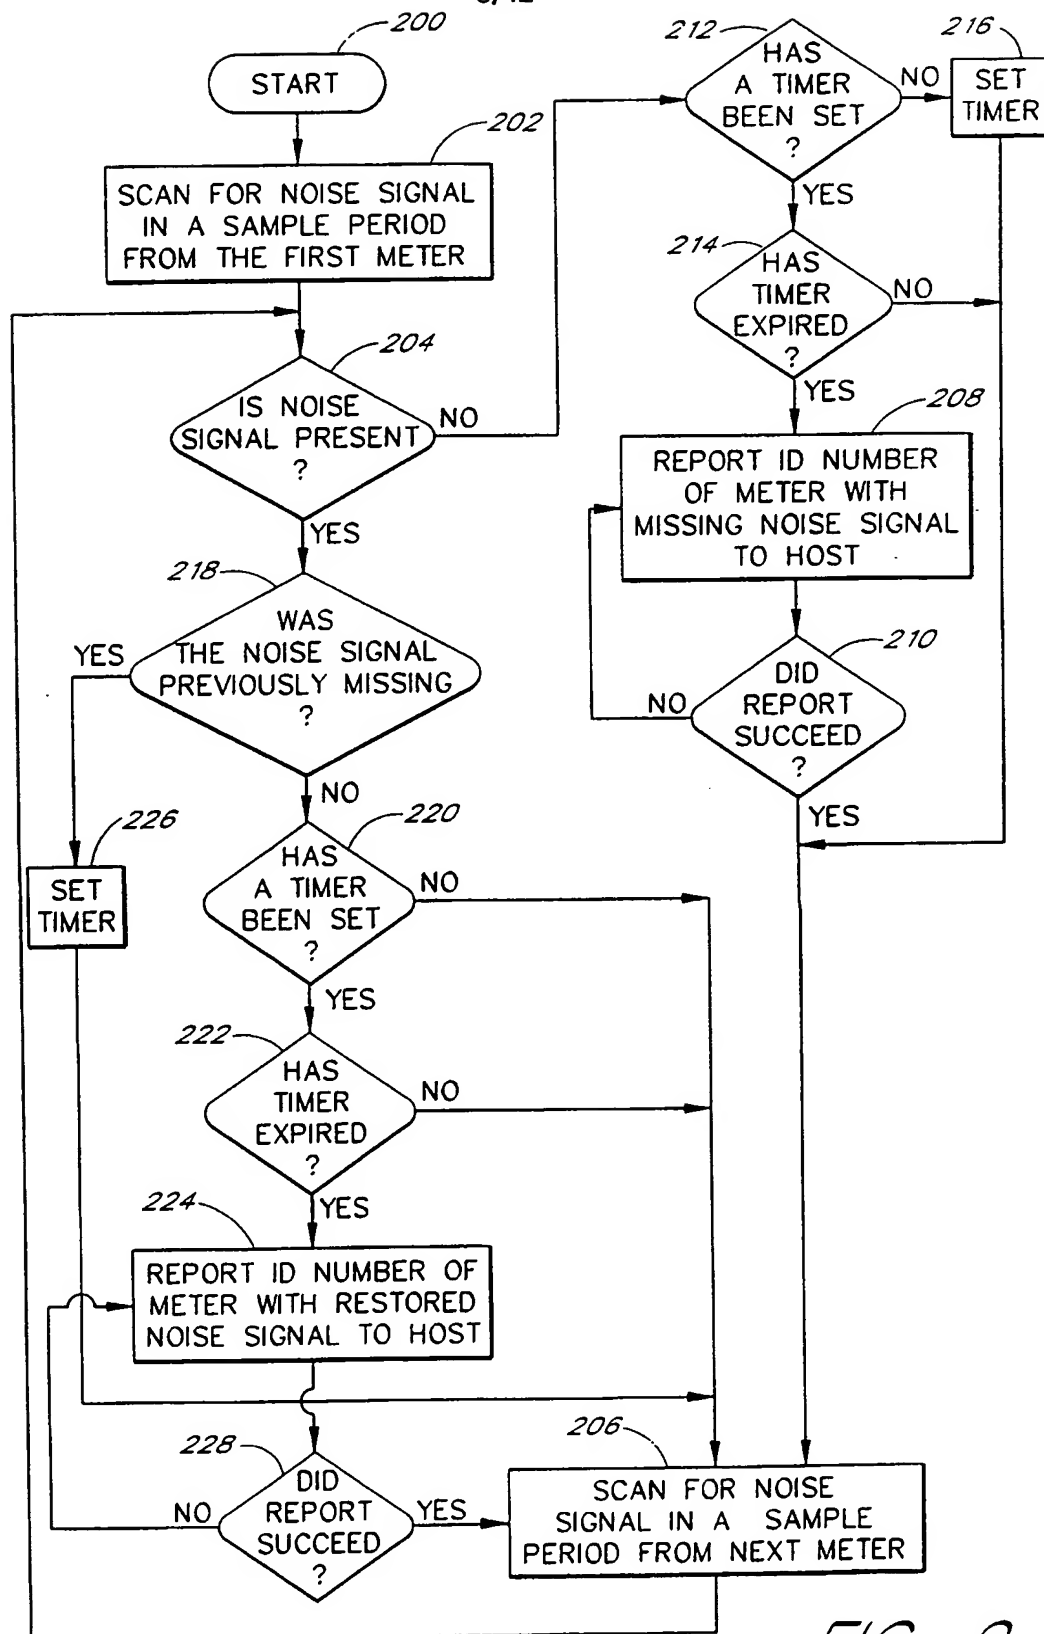 200
START
202
SCAN FOR NOISE SIGNAL
IN A SAMPLE PERIOD
FROM THE FIRST METER
204
IS NOISE
SIGNAL PRESENT
?
NO
YES
212
HAS
A TIMER
BEEN SET
?
NO
YES
216
SET
TIMER
214
HAS
TIMER
EXPIRED
?
NO
YES
208
REPORT ID NUMBER
OF METER WITH
MISSING NOISE SIGNAL
TO HOST
210
DID
REPORT
SUCCEED
?
NO
YES
218
WAS
THE NOISE SIGNAL
PREVIOUSLY MISSING
?
YES
NO
226
SET
TIMER
220
HAS
A TIMER
BEEN SET
?
NO
YES
222
HAS
TIMER
EXPIRED
?
NO
YES
224
REPORT ID NUMBER OF
METER WITH RESTORED
NOISE SIGNAL TO HOST
228
DID
REPORT
SUCCEED
?
NO
YES
206
SCAN FOR NOISE
SIGNAL IN A SAMPLE
PERIOD FROM NEXT METER